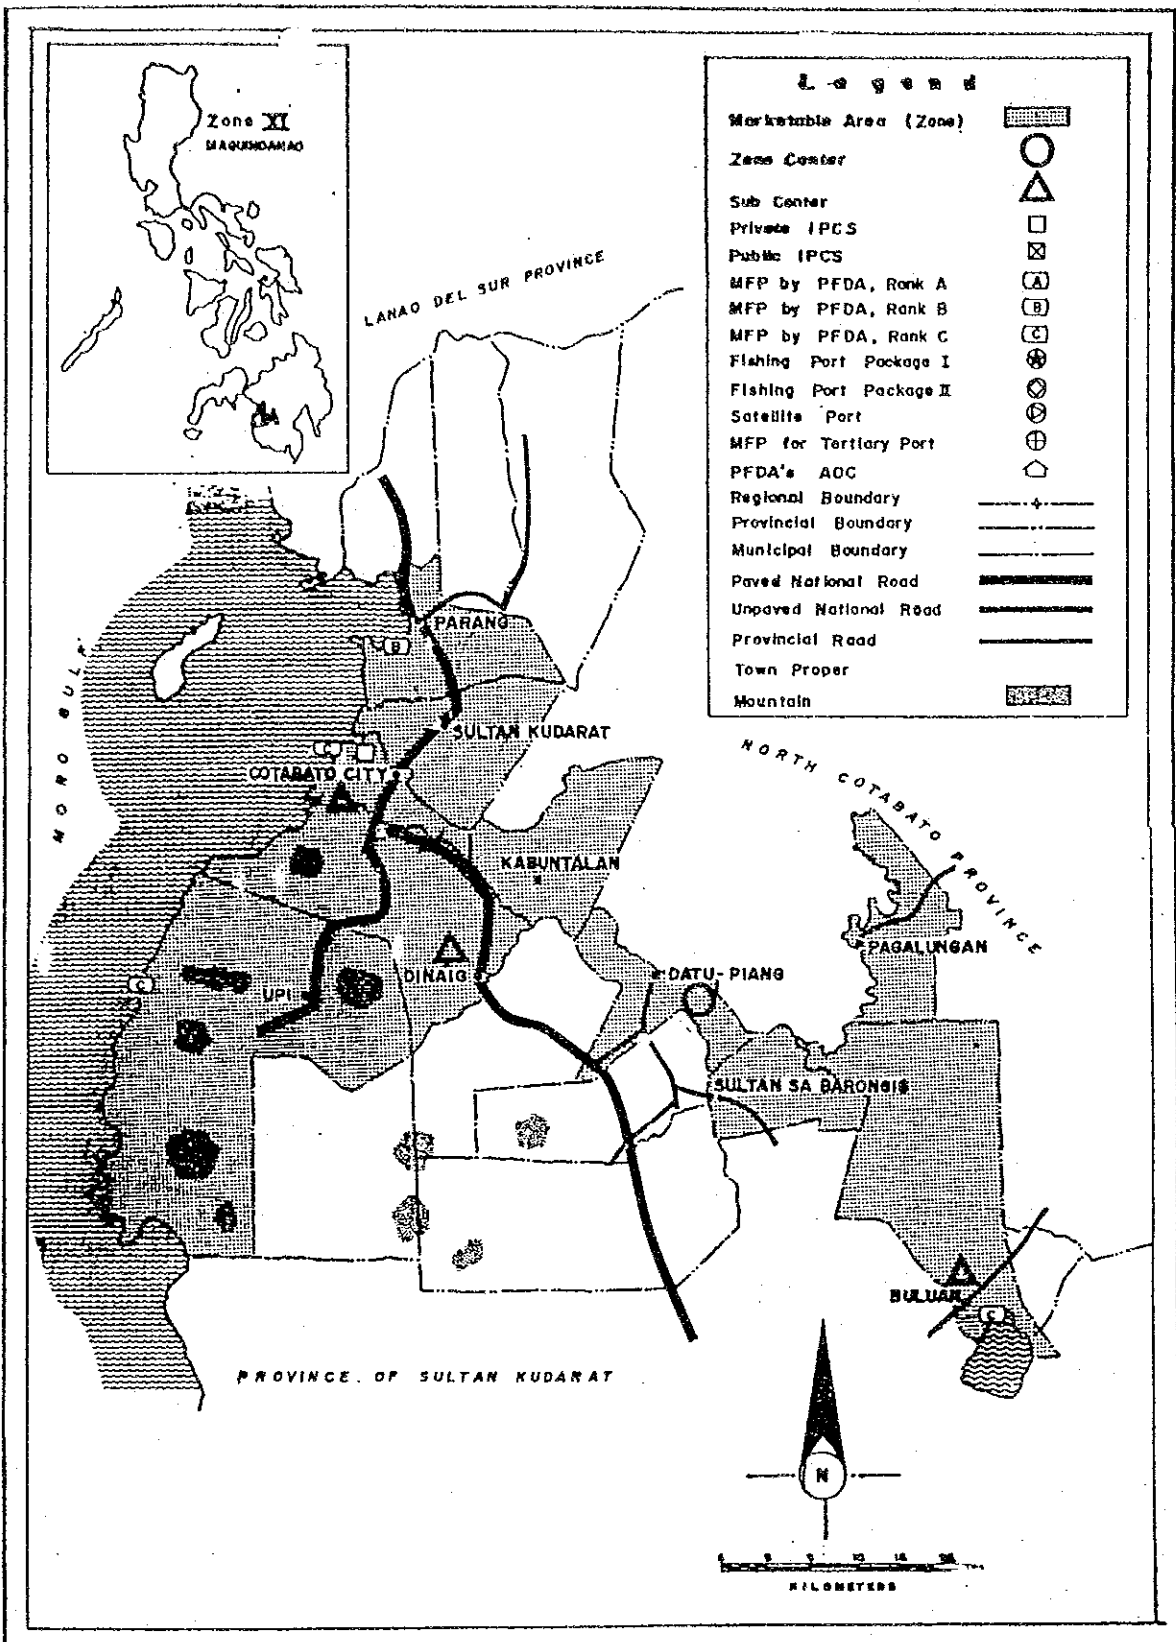 Zone XI
MAGUINDANAO
Legend
Marketable Area (Zone)
Zone Center
Sub Center
Private IPCS
Public IPCS
MFP by PFDA, Rank A
A
MFP by PFDA, Rank B
B
MFP by PFDA, Rank C
C
Fishing Port Package I
Fishing Port Package II
Satellite Port
MFP for Tertiary Port
PFDA's AOC
Regional Boundary
Provincial Boundary
Municipal Boundary
Paved National Road
Unpaved National Road
Provincial Road
Town Proper
Mountain
LANAO DEL SUR PROVINCE
PARANG
B
MORO BULF
SULTAN KUDARAT
C
COTABATO CITY
NORTH COTABATO PROVINCE
KABUNTALAN
PAGALUNGAN
DINAIG
DATU-PIANG
C
UPI
SULTAN SA BARONGIS
BULUAN
C
PROVINCE. OF SULTAN KUDARAT
N
KILOMETERS